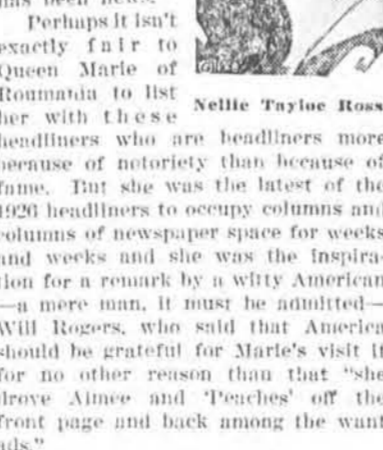 has been news.
Perhaps it isn't
exactly fair to
Queen Marie of
Roumania to list
her with these
Nellie Tayloe Ross
headliners who are headliners more
because of notoriety than because of
fame. But she was the latest of the
1926 headliners to occupy columns and
columns of newspaper space for weeks
and weeks and she was the inspira-
tion for a remark by a witty American
—a mere man, it must be admitted—
Will Rogers, who said that America
should be grateful for Marie's visit if
for no other reason than that "she
drove Aimee and 'Peaches' off the
front page and back among the want
ads."